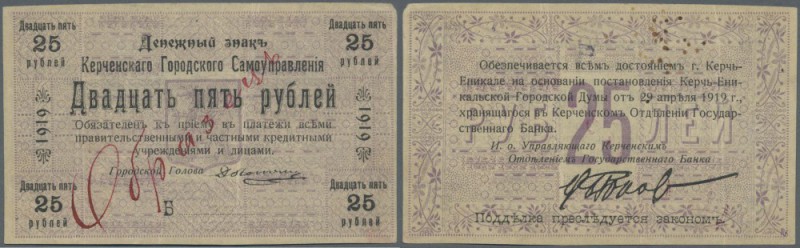 Двадцать пять
25
рублей
Двадцать пять
25
рублей
Денежный знакъ
Керченскаго Городского Самоуправленія
Двадцать пять рублей
1919
1919
Обязателенъ къ пріему въ платежи всѣми
правительственными и частными кредитными
учрежденіями и лицами.
Образецъ
Городской Голова
Двадцать пять
25
рублей
Б
Двадцать пять
25
рублей
Обезпечивается всѣмъ достояніемъ г. Керчь-
Еникале на основаніи постановленія Керчь-Ени-
кальской Городской Думы отъ 29 апрѣля 1919 г.,
хранящагося въ Керченскомъ Отдѣленіи Государ-
ственнаго Банка.
25
И. о. Управляющаго Керченскимъ
Отдѣленіемъ Государственнаго Банка
Поддѣлка преслѣдуется закономъ.